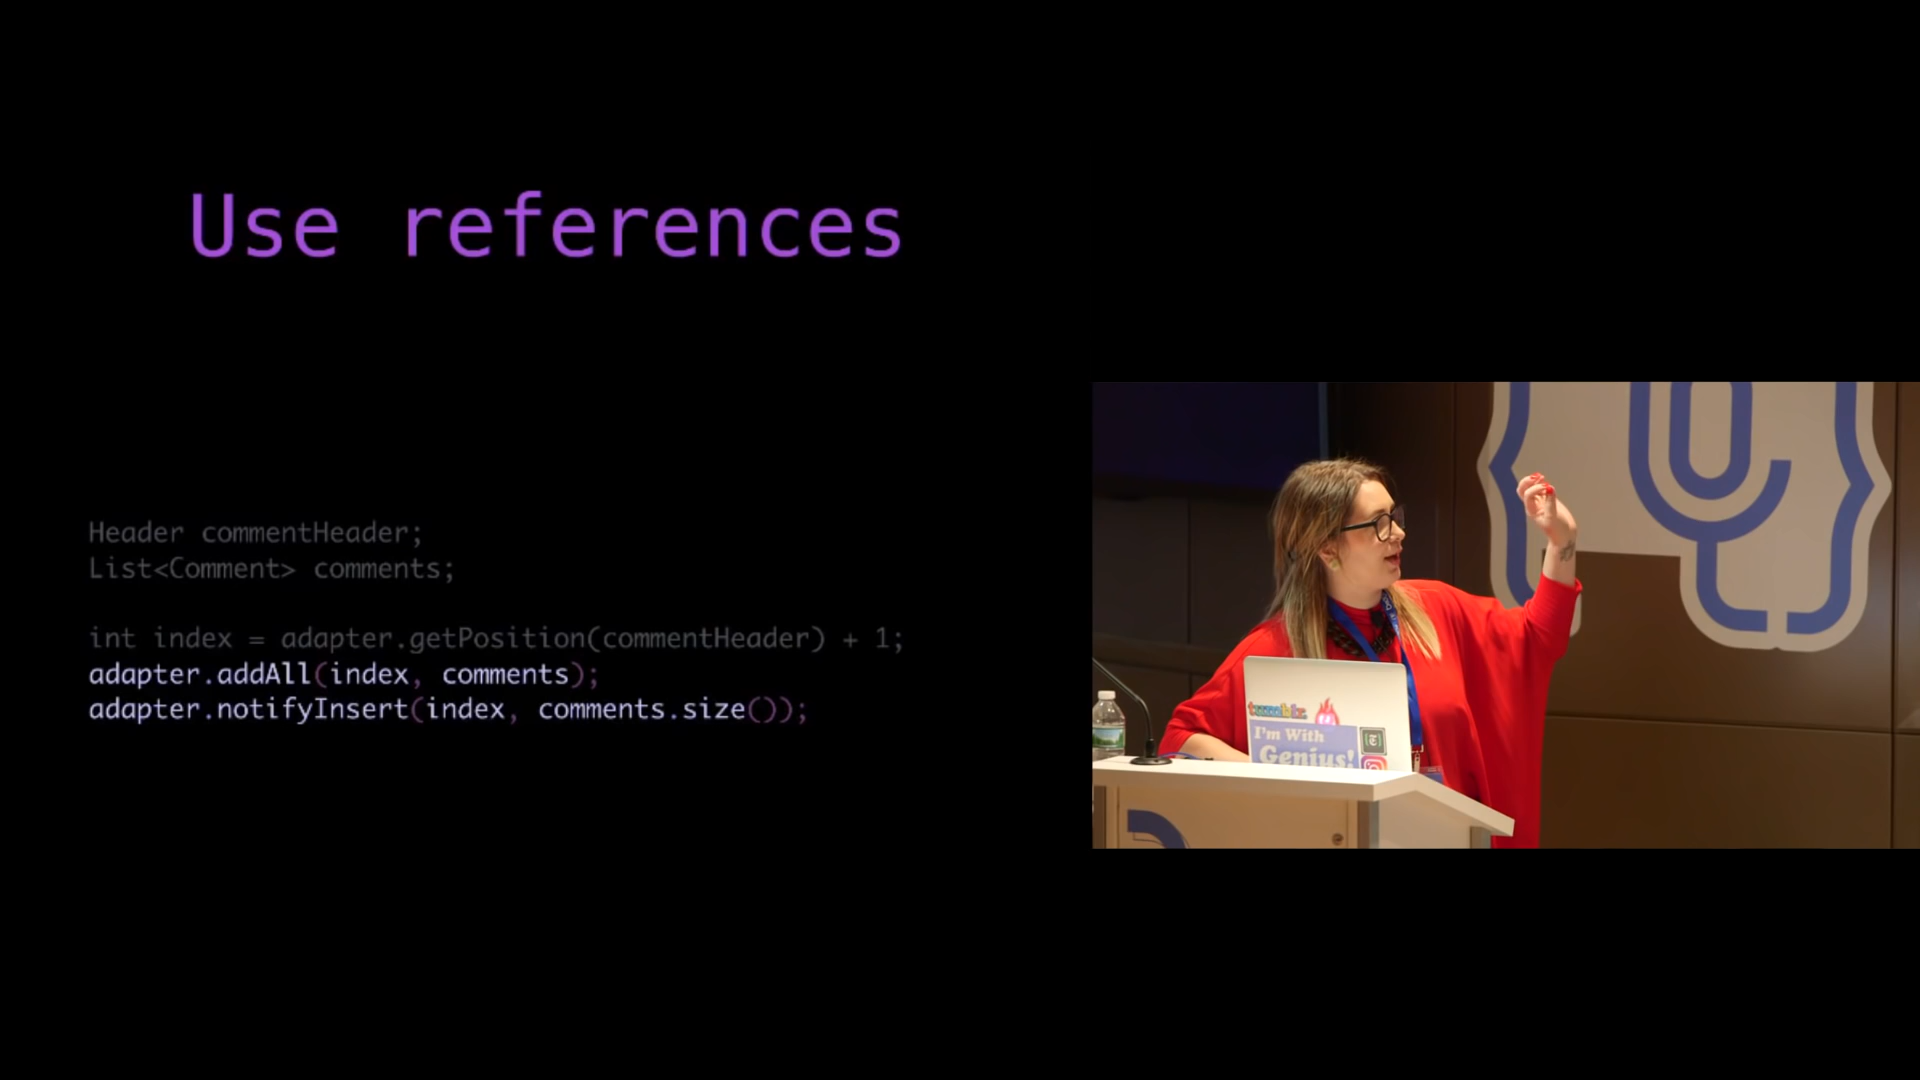 Use references
Header commentHeader;
List<Comment> comments;
int index = adapter.getPosition(commentHeader) + 1;
adapter.addAll(index, comments);
adapter.notifyInsert(index, comments.size());
tumblr
I'm With
Genius!